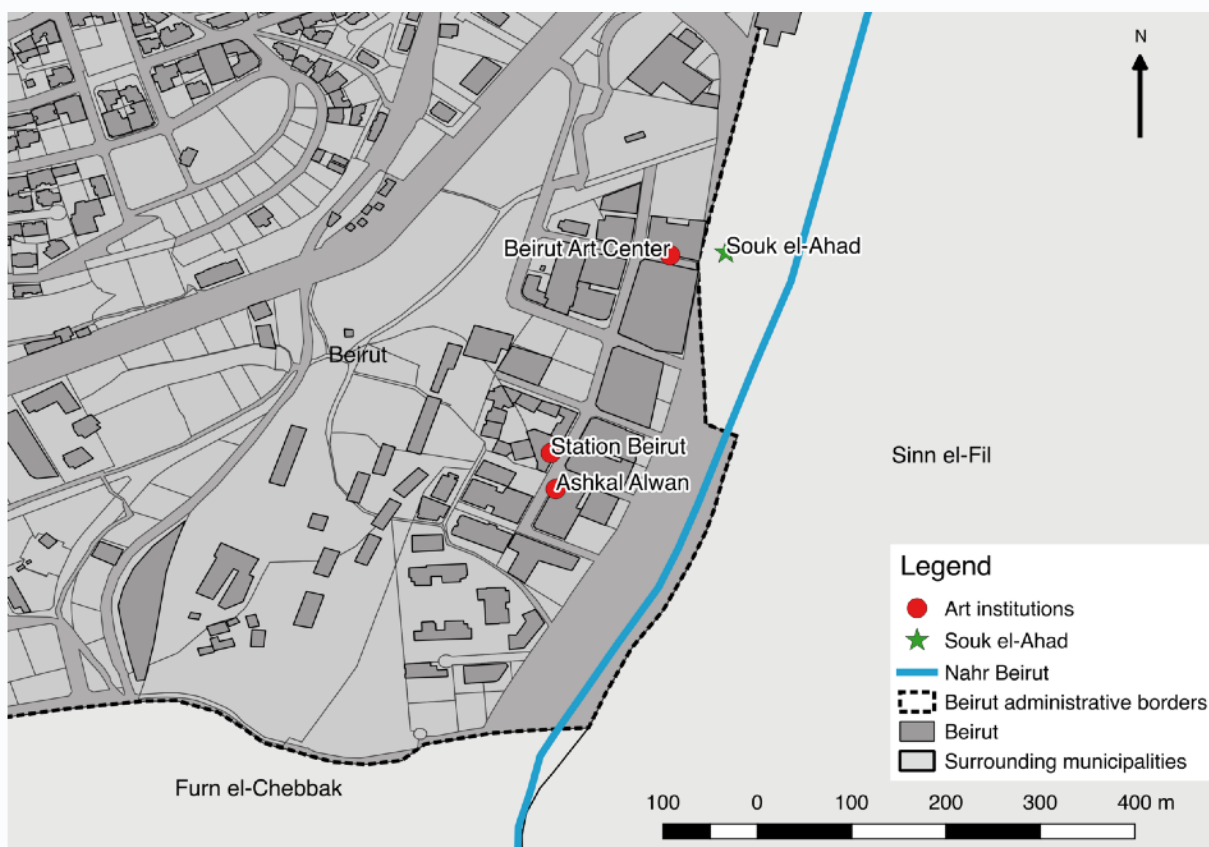 N
Beirut Art Center
Souk el-Ahad
Beirut
Station Beirut
Ashkal Alwan
Sinn el-Fil
Furn el-Chebbak
Legend
Art institutions
Souk el-Ahad
Nahr Beirut
Beirut administrative borders
Beirut
Surrounding municipalities
100 0 100 200 300 400 m